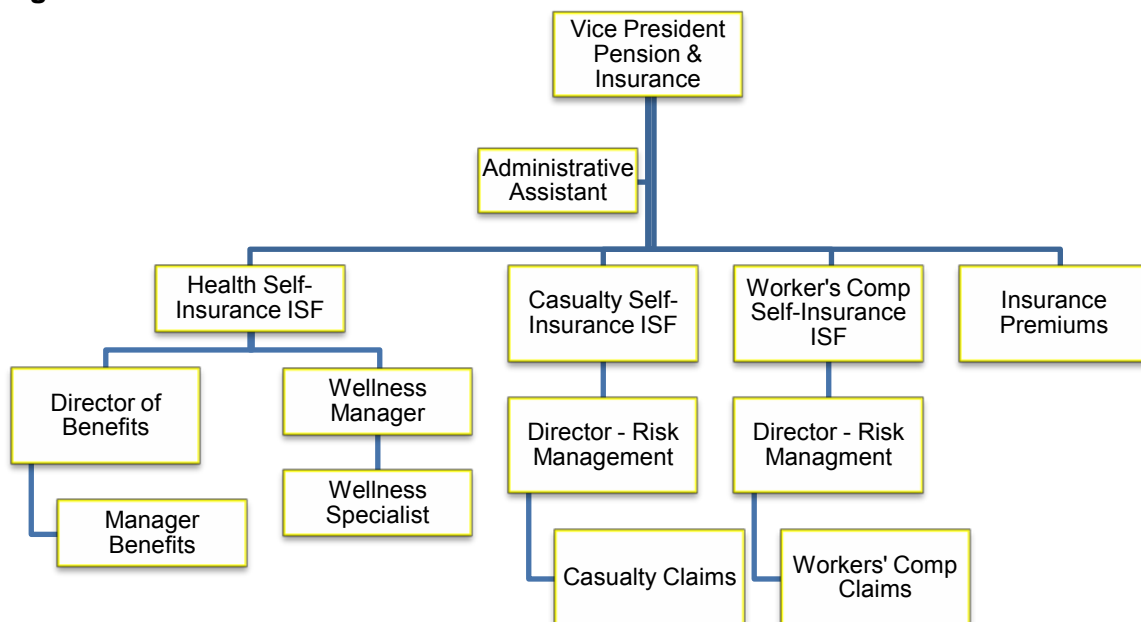 Vice President
Pension &
Insurance
Administrative
Assistant
Health Self-
Insurance ISF
Casualty Self-
Insurance ISF
Worker's Comp
Self-Insurance
ISF
Insurance
Premiums
Director of
Benefits
Wellness
Manager
Director - Risk
Management
Director - Risk
Managment
Manager
Benefits
Wellness
Specialist
Casualty Claims
Workers' Comp
Claims